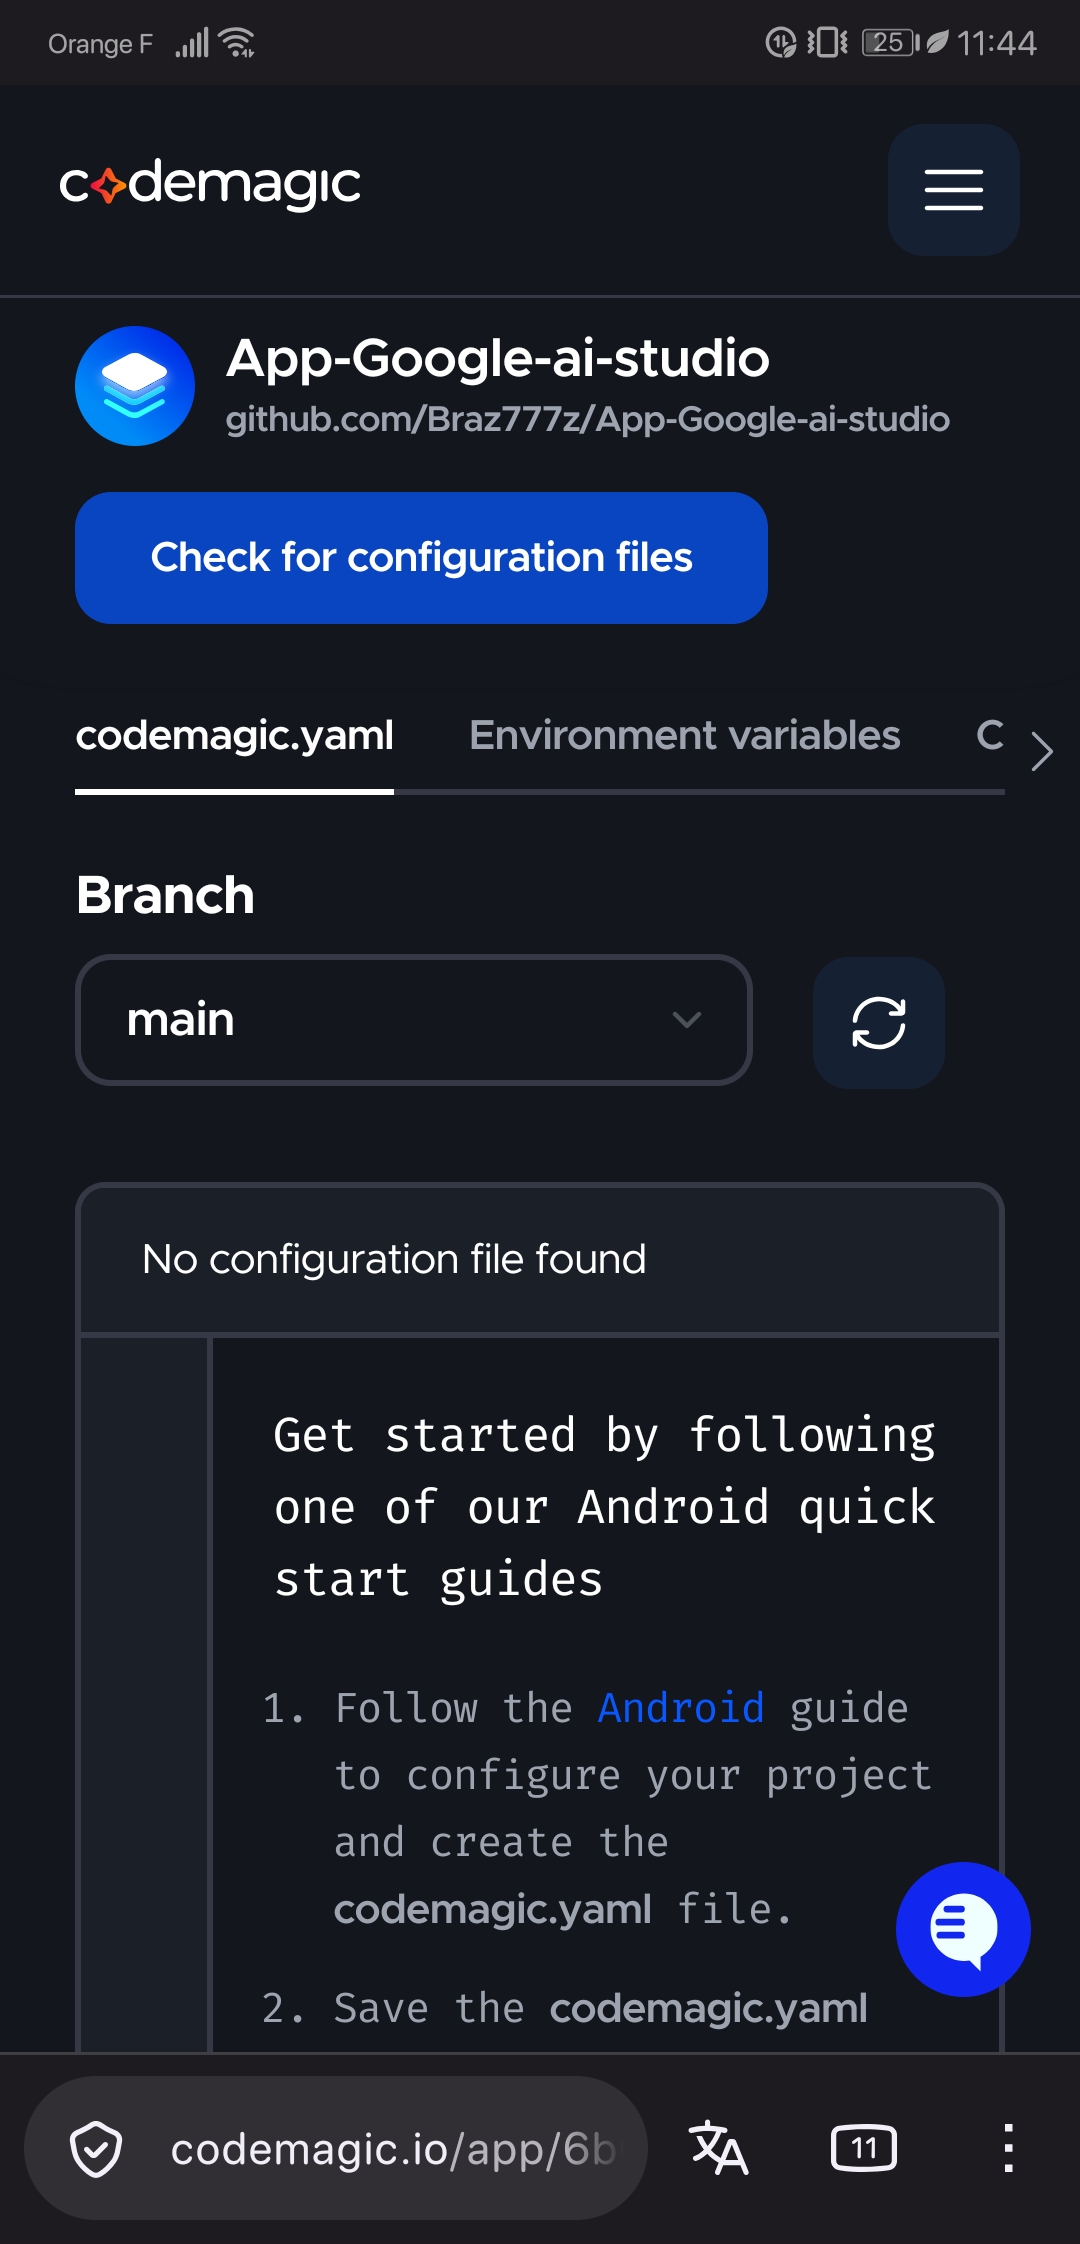 Orange F 25 11:44
codemagic
App-Google-ai-studio
github.com/Braz777z/App-Google-ai-studio
Check for configuration files
codemagic.yaml Environment variables C
Branch
main
No configuration file found
Get started by following
one of our Android quick
start guides
1. Follow the Android guide
to configure your project
and create the
codemagic.yaml file.
2. Save the codemagic.yaml
codemagic.io/app/6b 11